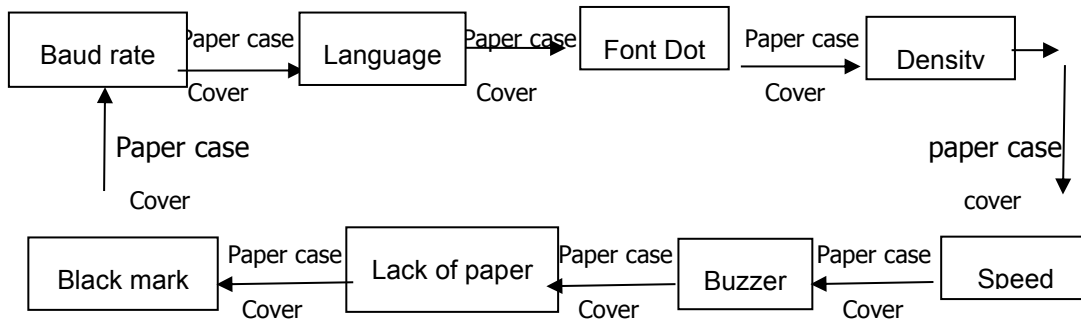 Baud rate
Paper case
Cover
Language
Paper case
Cover
Font Dot
Paper case
Cover
Density
paper case
cover
Speed
Paper case
Cover
Buzzer
Paper case
Cover
Lack of paper
Paper case
Cover
Black mark
Paper case
Cover